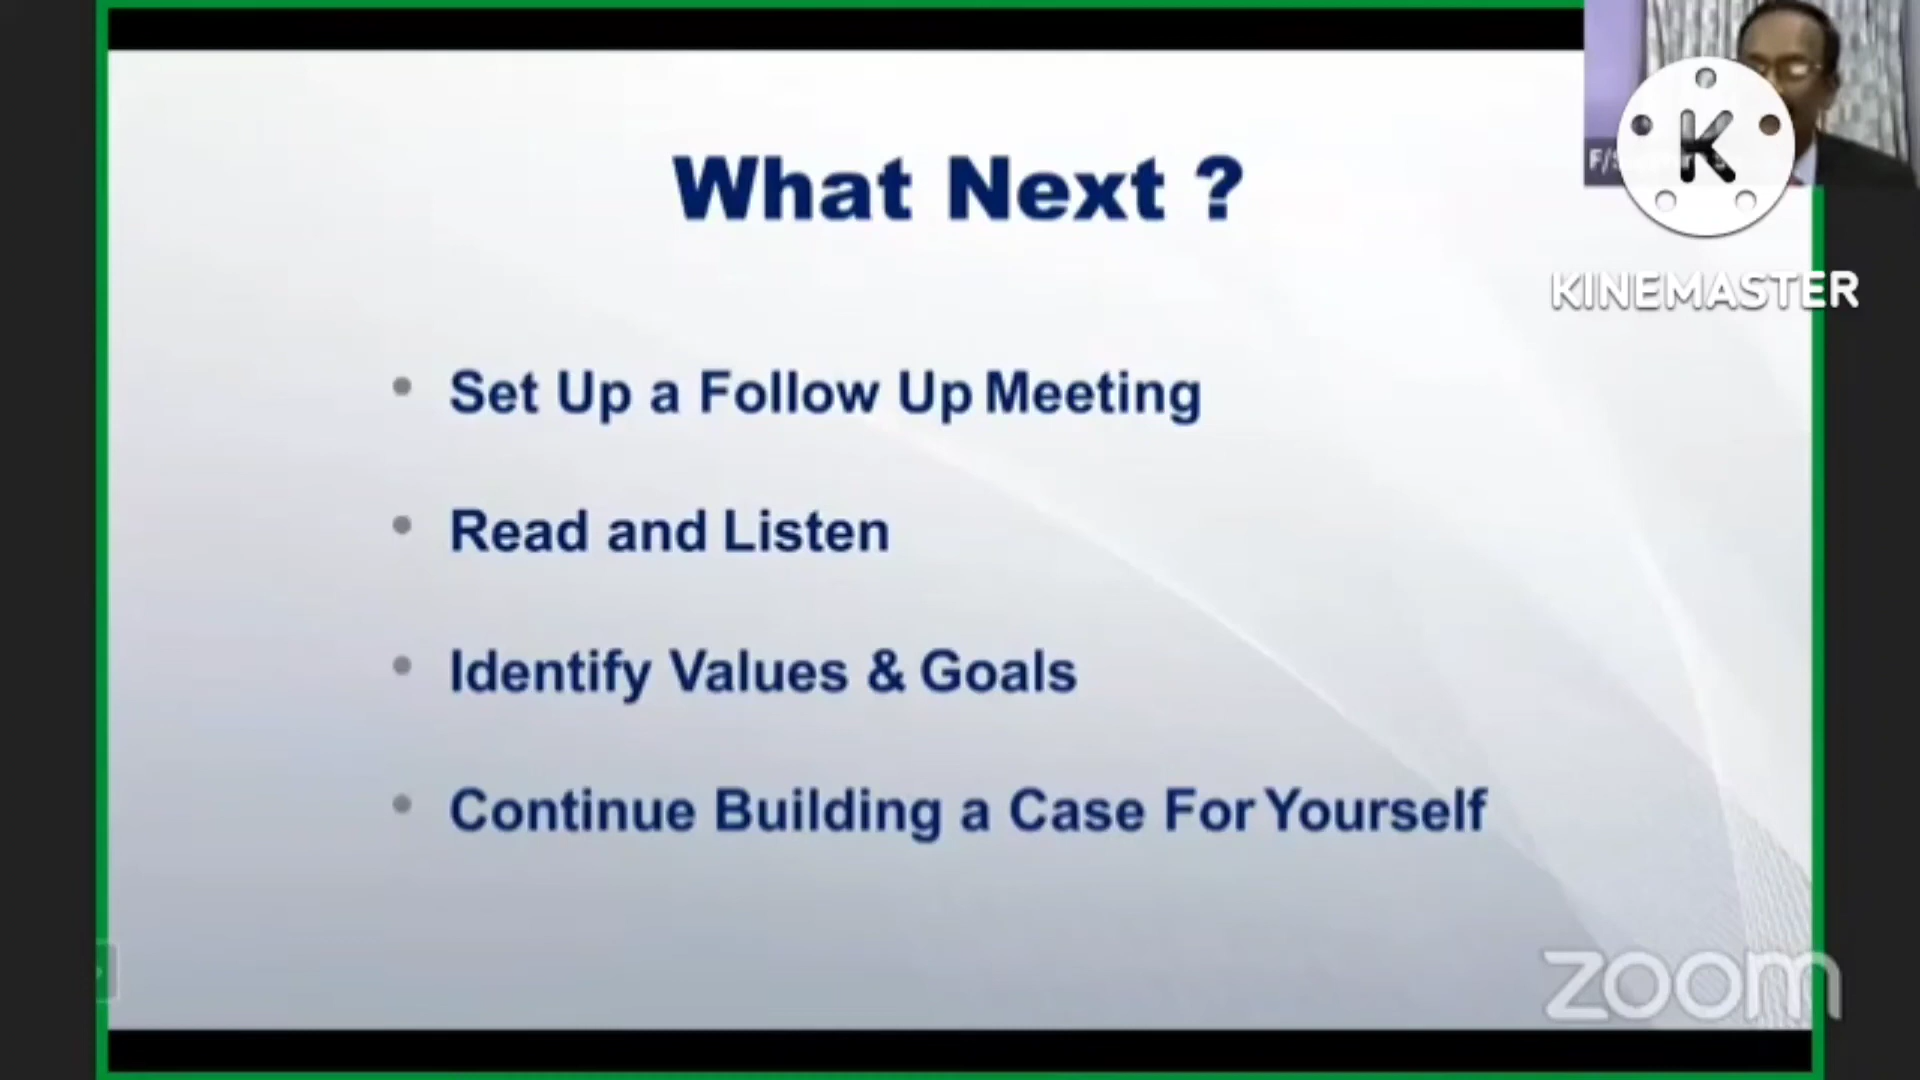 What Next ?
K
KINEMASTER
• Set Up a Follow Up Meeting
• Read and Listen
• Identify Values & Goals
• Continue Building a Case For Yourself
zoom